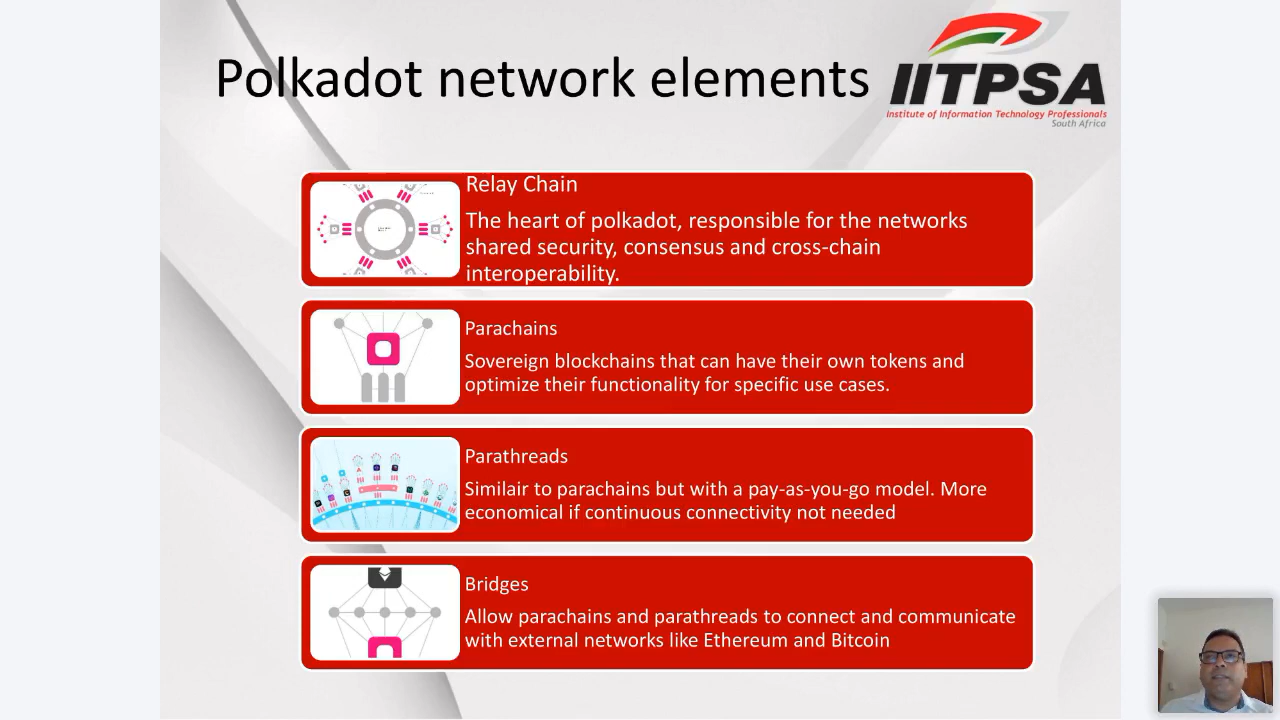 Polkadot network elements
IITPSA
Institute of Information Technology Professionals
South Africa
Relay Chain
The heart of polkadot, responsible for the networks
shared security, consensus and cross-chain
interoperability.
Parachains
Sovereign blockchains that can have their own tokens and
optimize their functionality for specific use cases.
Parathreads
Similair to parachains but with a pay-as-you-go model. More
economical if continuous connectivity not needed
Bridges
Allow parachains and parathreads to connect and communicate
with external networks like Ethereum and Bitcoin